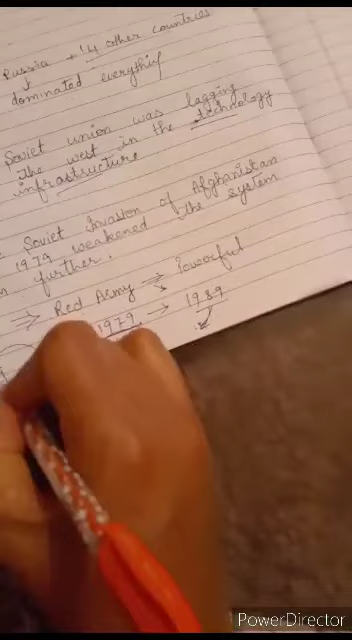 Russia + 14 other countries
↓
dominated everything
Soviet union was lagging
the west in the technology
infrastructure
Soviet Invasion of Afghanistan
1979 weakened the system
further.
⇒ Red Army ⇒ Powerful
1979 → 1989
PowerDirector